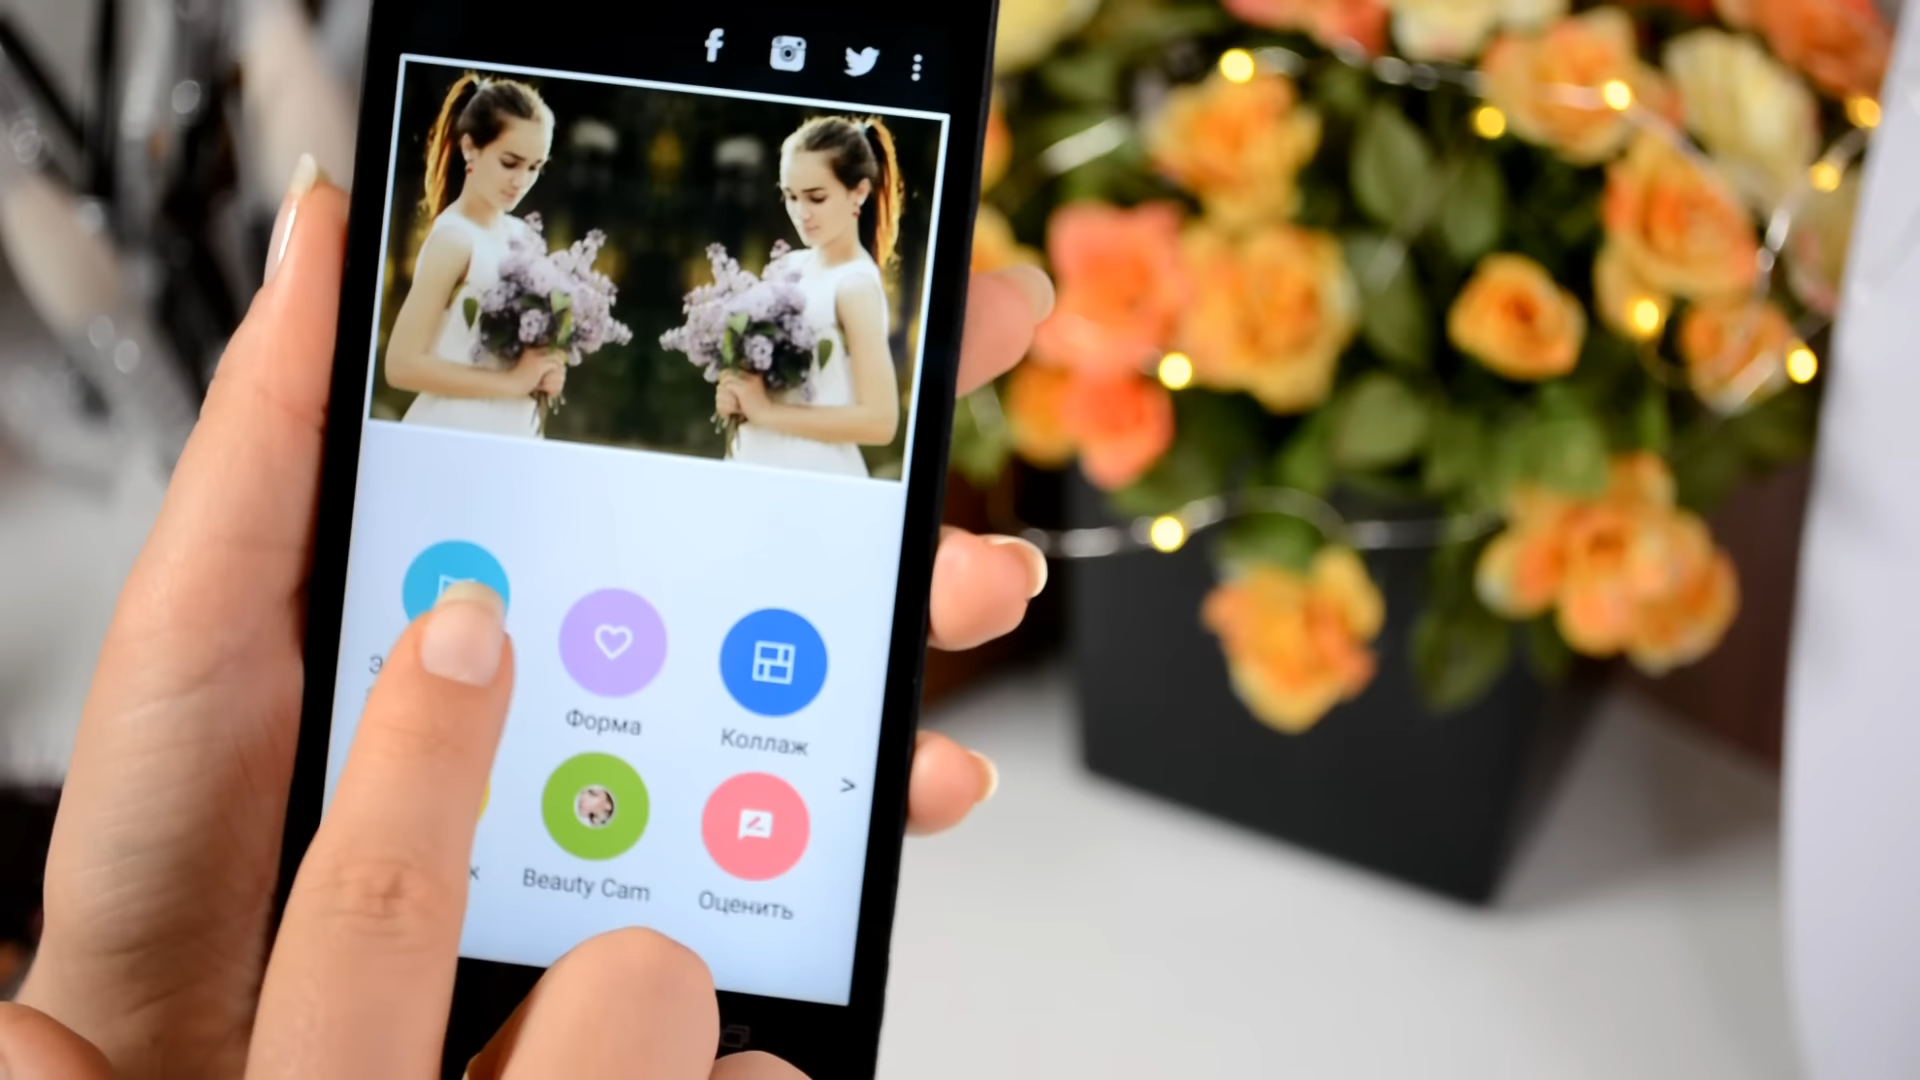 Форма
Коллаж
Beauty Cam
Оценить